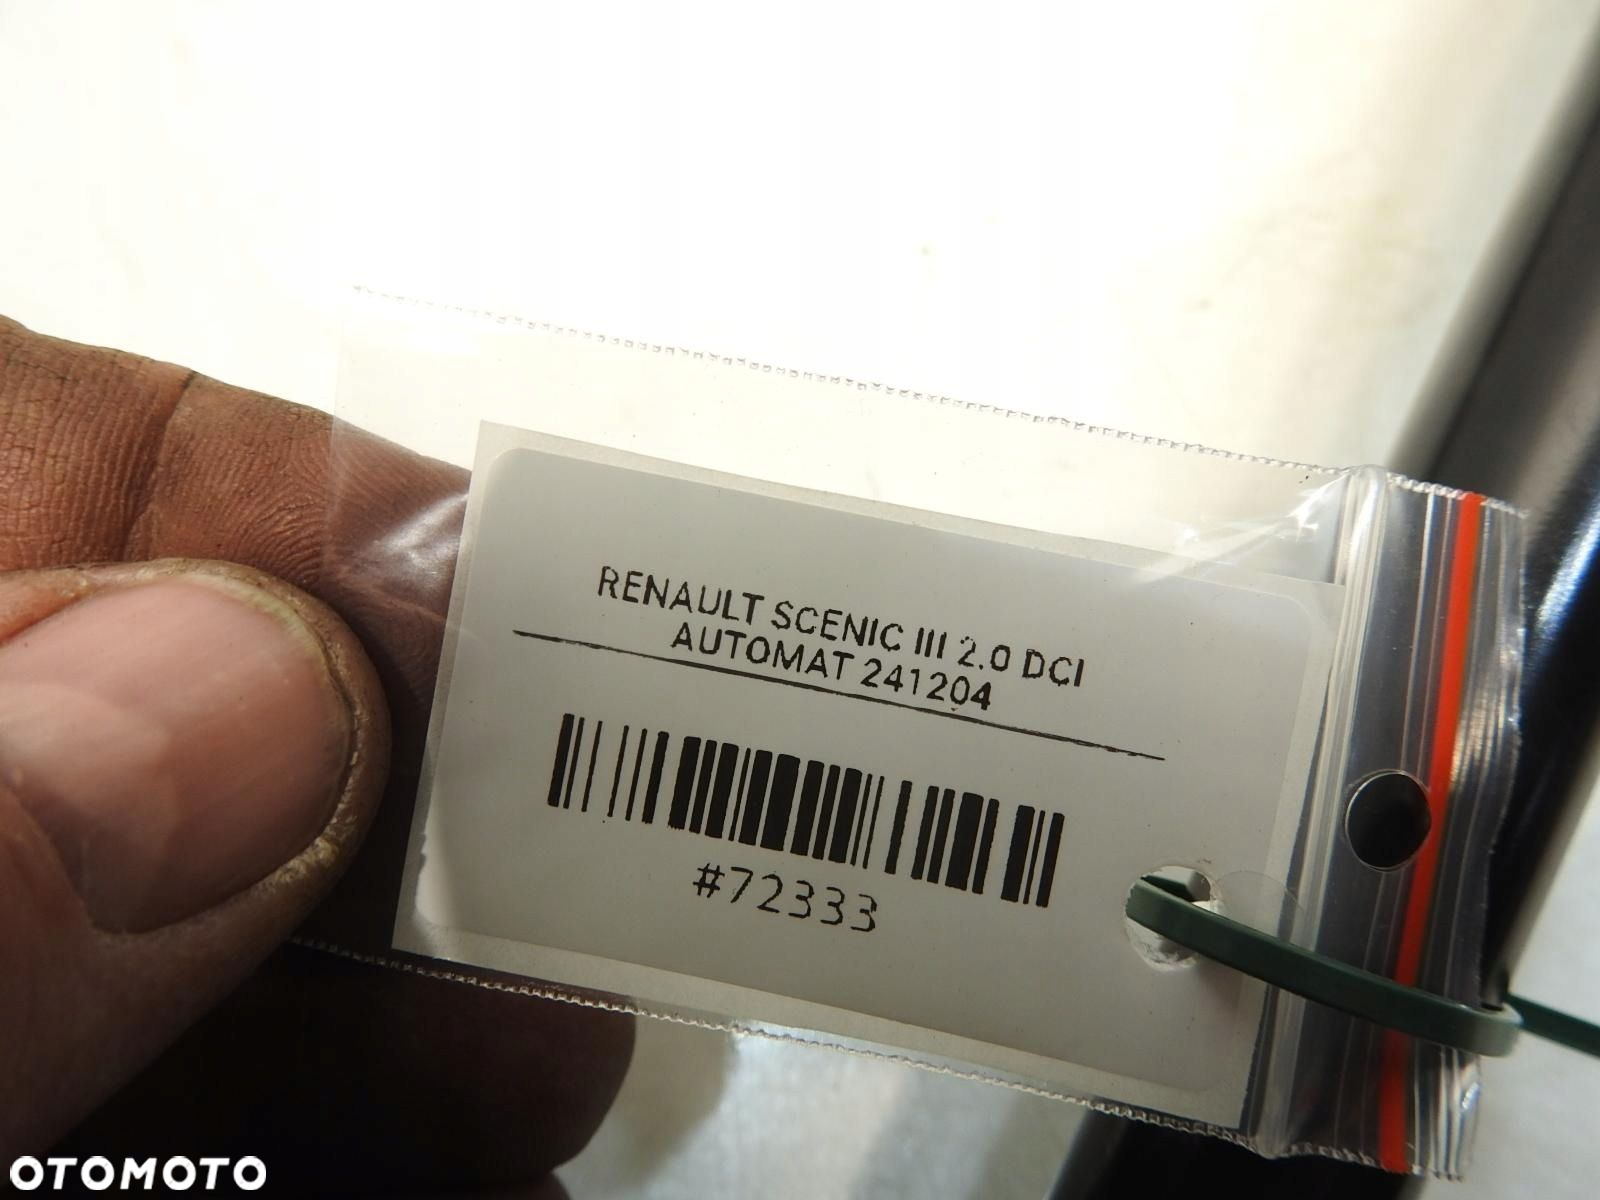 RENAULT SCENIC III 2.0 DCI
AUTOMAT 241204
#72333
OTOMOTO